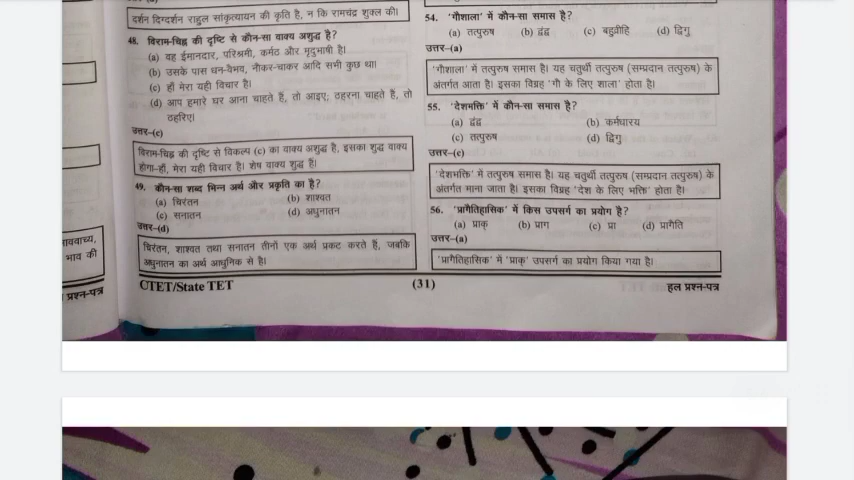 दर्शन दिग्दर्शन राहुल सांकृत्यायन की कृति है, न कि रामचंद्र शुक्ल की।
48. विराम-चिह्न की दृष्टि से कौन-सा वाक्य अशुद्ध है?
(a) वह ईमानदार, परिश्रमी, कर्मठ और मृदुभाषी है।
(b) उसके पास धन-वैभव, नौकर-चाकर आदि सभी कुछ था।
(c) हाँ मेरा यही विचार है।
(d) आप हमारे घर आना चाहते हैं, तो आइए; ठहरना चाहते हैं, तो
ठहरिए।
उत्तर–(c)
विराम-चिह्न की दृष्टि से विकल्प (c) का वाक्य अशुद्ध है, इसका शुद्ध वाक्य
होगा–हाँ, मेरा यही विचार है। शेष वाक्य शुद्ध हैं।
49. कौन-सा शब्द भिन्न अर्थ और प्रकृति का है?
(a) चिरंतन (b) शाश्वत
(c) सनातन (d) अधुनातन
उत्तर–(d)
चिरंतन, शाश्वत तथा सनातन तीनों एक अर्थ प्रकट करते हैं, जबकि
अधुनातन का अर्थ आधुनिक से है।
54. 'गौशाला' में कौन-सा समास है?
(a) तत्पुरुष (b) द्वंद्व (c) बहुव्रीहि (d) द्विगु
उत्तर–(a)
'गौशाला' में तत्पुरुष समास है। यह चतुर्थी तत्पुरुष (सम्प्रदान तत्पुरुष) के
अंतर्गत आता है। इसका विग्रह 'गौ के लिए शाला' होता है।
55. 'देशभक्ति' में कौन-सा समास है?
(a) द्वंद्व (b) कर्मधारय
(c) तत्पुरुष (d) द्विगु
उत्तर–(c)
'देशभक्ति' में तत्पुरुष समास है। यह चतुर्थी तत्पुरुष (सम्प्रदान तत्पुरुष) के
अंतर्गत माना जाता है। इसका विग्रह 'देश के लिए भक्ति' होता है।
56. 'प्रागैतिहासिक' में किस उपसर्ग का प्रयोग है?
(a) प्राक् (b) प्राग (c) प्रा (d) प्रागैति
उत्तर–(a)
'प्रागैतिहासिक' में 'प्राक्' उपसर्ग का प्रयोग किया गया है।
भाव की
प्रश्न-पत्र
CTET/State TET (31) हल प्रश्न-पत्र